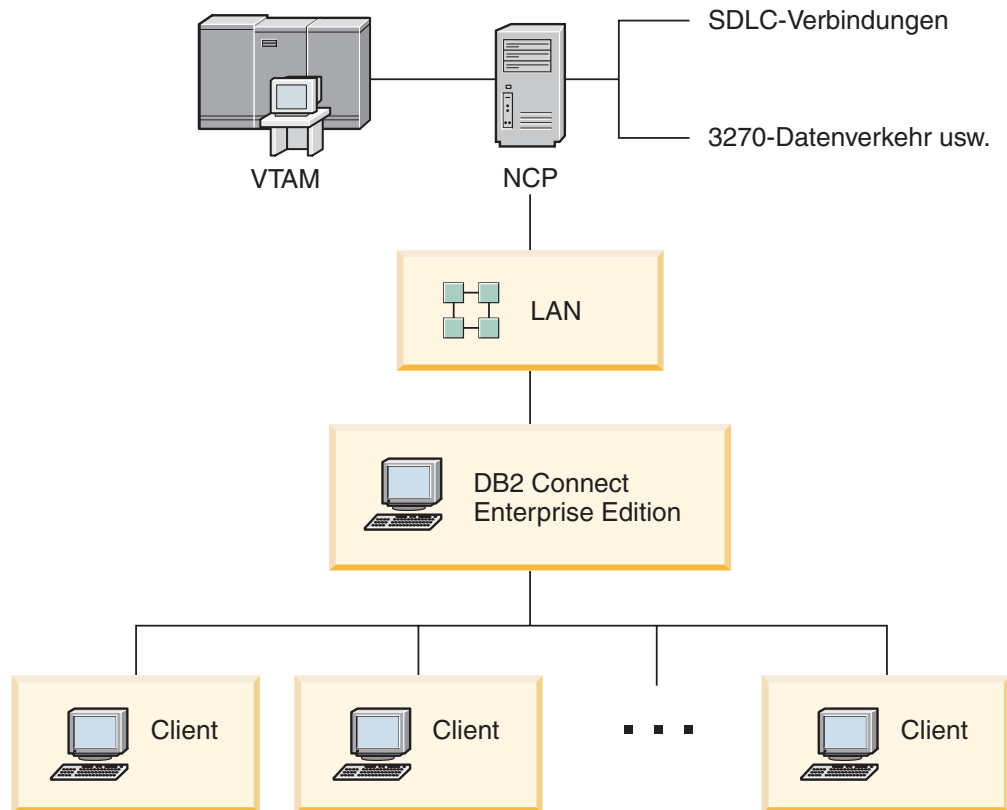 SDLC-Verbindungen
3270-Datenverkehr usw.
VTAM
NCP
LAN
DB2 Connect
Enterprise Edition
Client
Client
Client